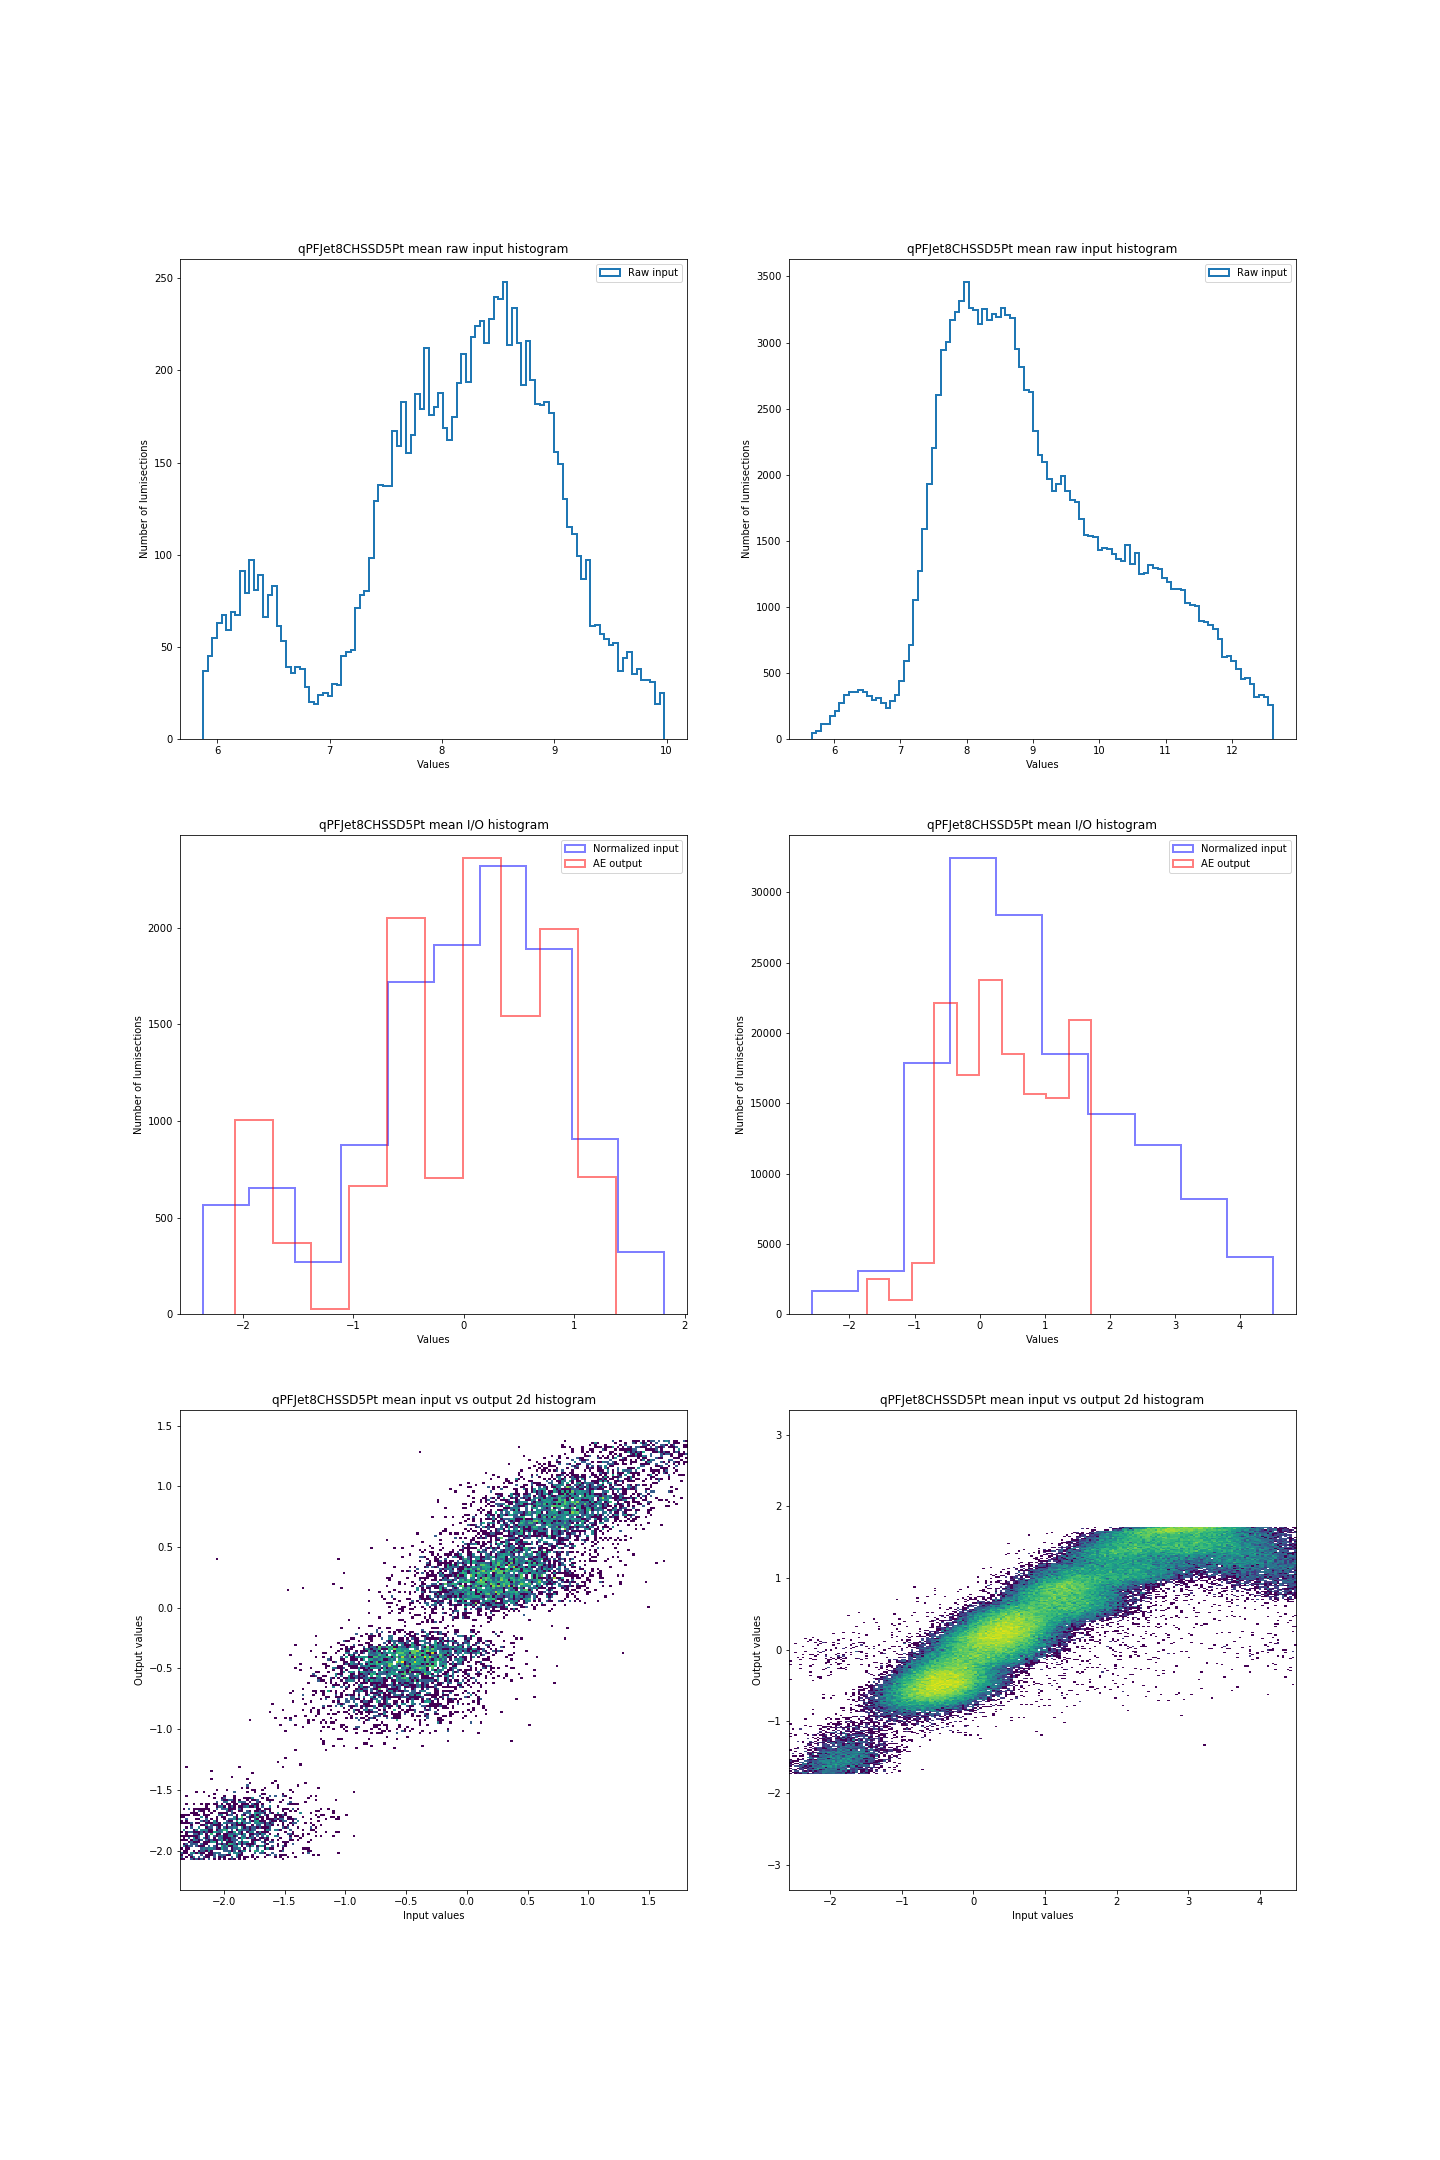 qPFJet8CHSSD5Pt mean raw input histogram
Raw input
250
200
150
100
50
0
Number of lumisections
6 7 8 9 10
Values
qPFJet8CHSSD5Pt mean raw input histogram
Raw input
3500
3000
2500
2000
1500
1000
500
0
Number of lumisections
6 7 8 9 10 11 12
Values
qPFJet8CHSSD5Pt mean I/O histogram
Normalized input
AE output
2000
1500
1000
500
0
Number of lumisections
−2 −1 0 1 2
Values
qPFJet8CHSSD5Pt mean I/O histogram
Normalized input
AE output
30000
25000
20000
15000
10000
5000
0
Number of lumisections
−2 −1 0 1 2 3 4
Values
qPFJet8CHSSD5Pt mean input vs output 2d histogram
1.5
1.0
0.5
0.0
−0.5
−1.0
−1.5
−2.0
Output values
−2.0 −1.5 −1.0 −0.5 0.0 0.5 1.0 1.5
Input values
qPFJet8CHSSD5Pt mean input vs output 2d histogram
3
2
1
0
−1
−2
−3
Output values
−2 −1 0 1 2 3 4
Input values